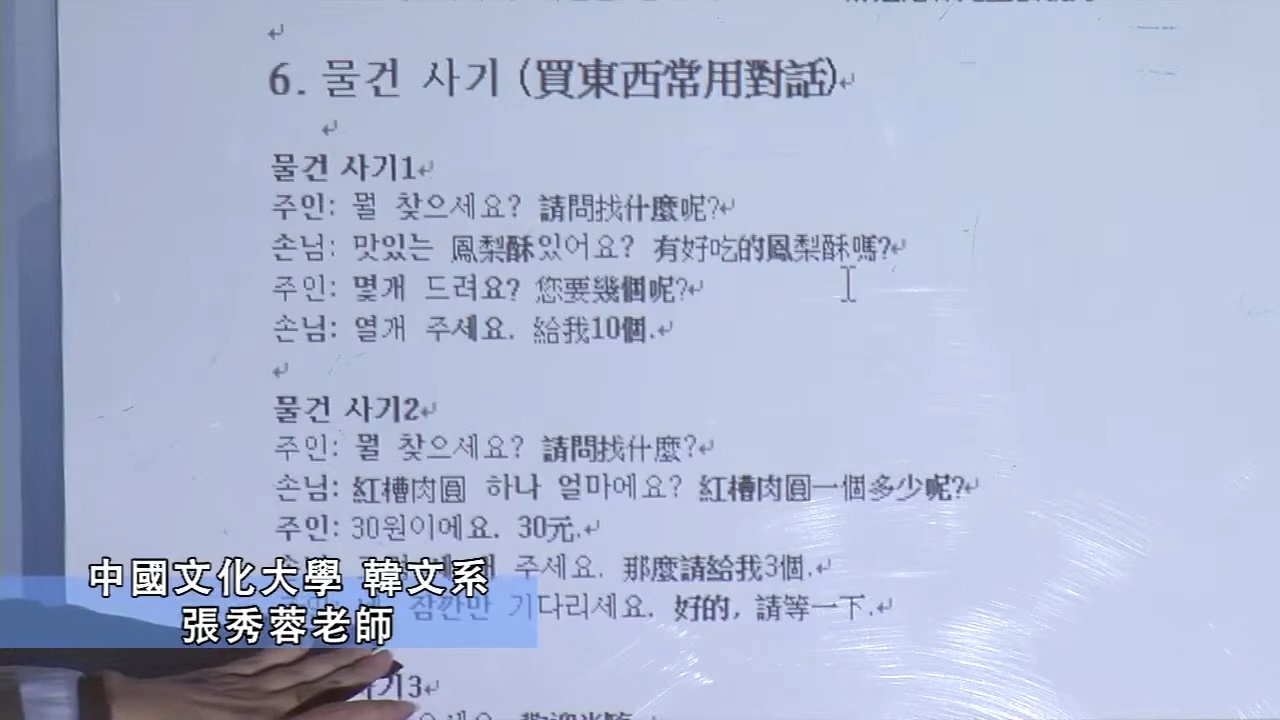 6. 물건 사기 (買東西常用對話)
물건 사기1
주인: 뭘 찾으세요? 請問找什麼呢?
손님: 맛있는 鳳梨酥있어요? 有好吃的鳳梨酥嗎?
주인: 몇개 드려요? 您要幾個呢?
손님: 열개 주세요. 給我10個.
물건 사기2
주인: 뭘 찾으세요? 請問找什麼?
손님: 紅槽肉圓 하나 얼마에요? 紅槽肉圓一個多少呢?
주인: 30원이에요. 30元.
주세요. 那麼請給我3個.
잠깐만 기다리세요. 好的, 請等一下.
사기3
中國文化大學 韓文系
張秀蓉老師